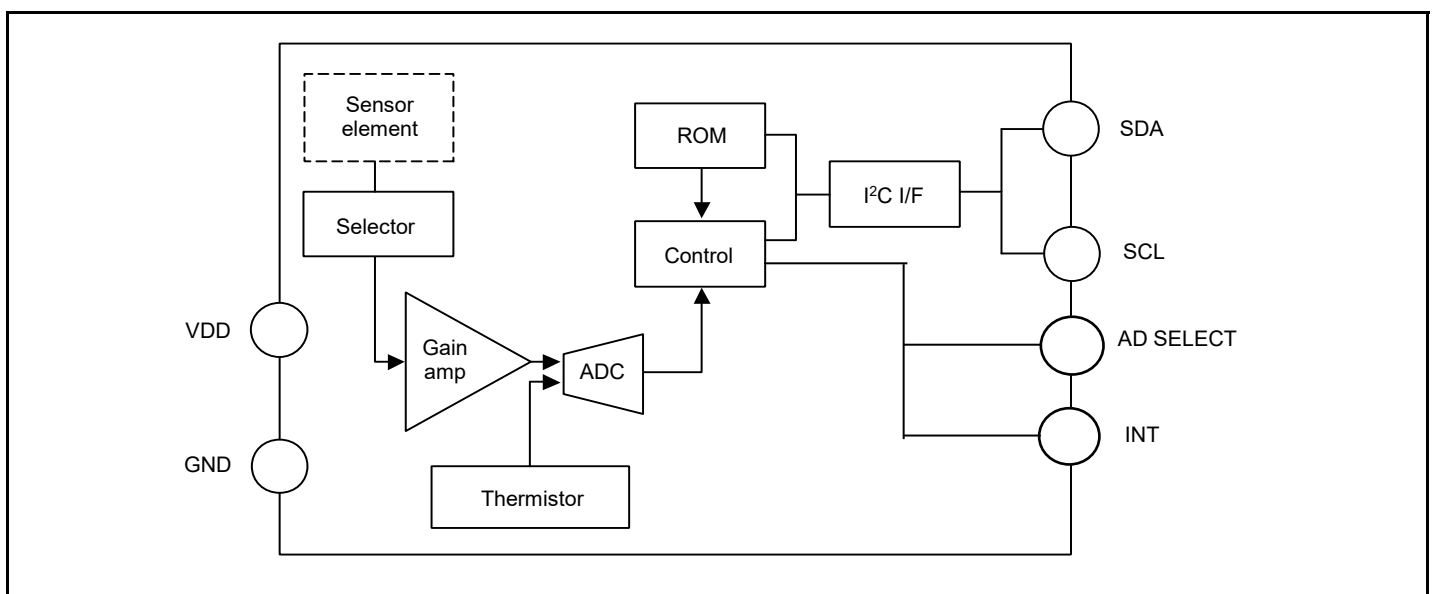 Sensor
element
ROM
SDA
I²C I/F
Selector
Control
SCL
VDD
Gain
amp
ADC
AD SELECT
INT
GND
Thermistor